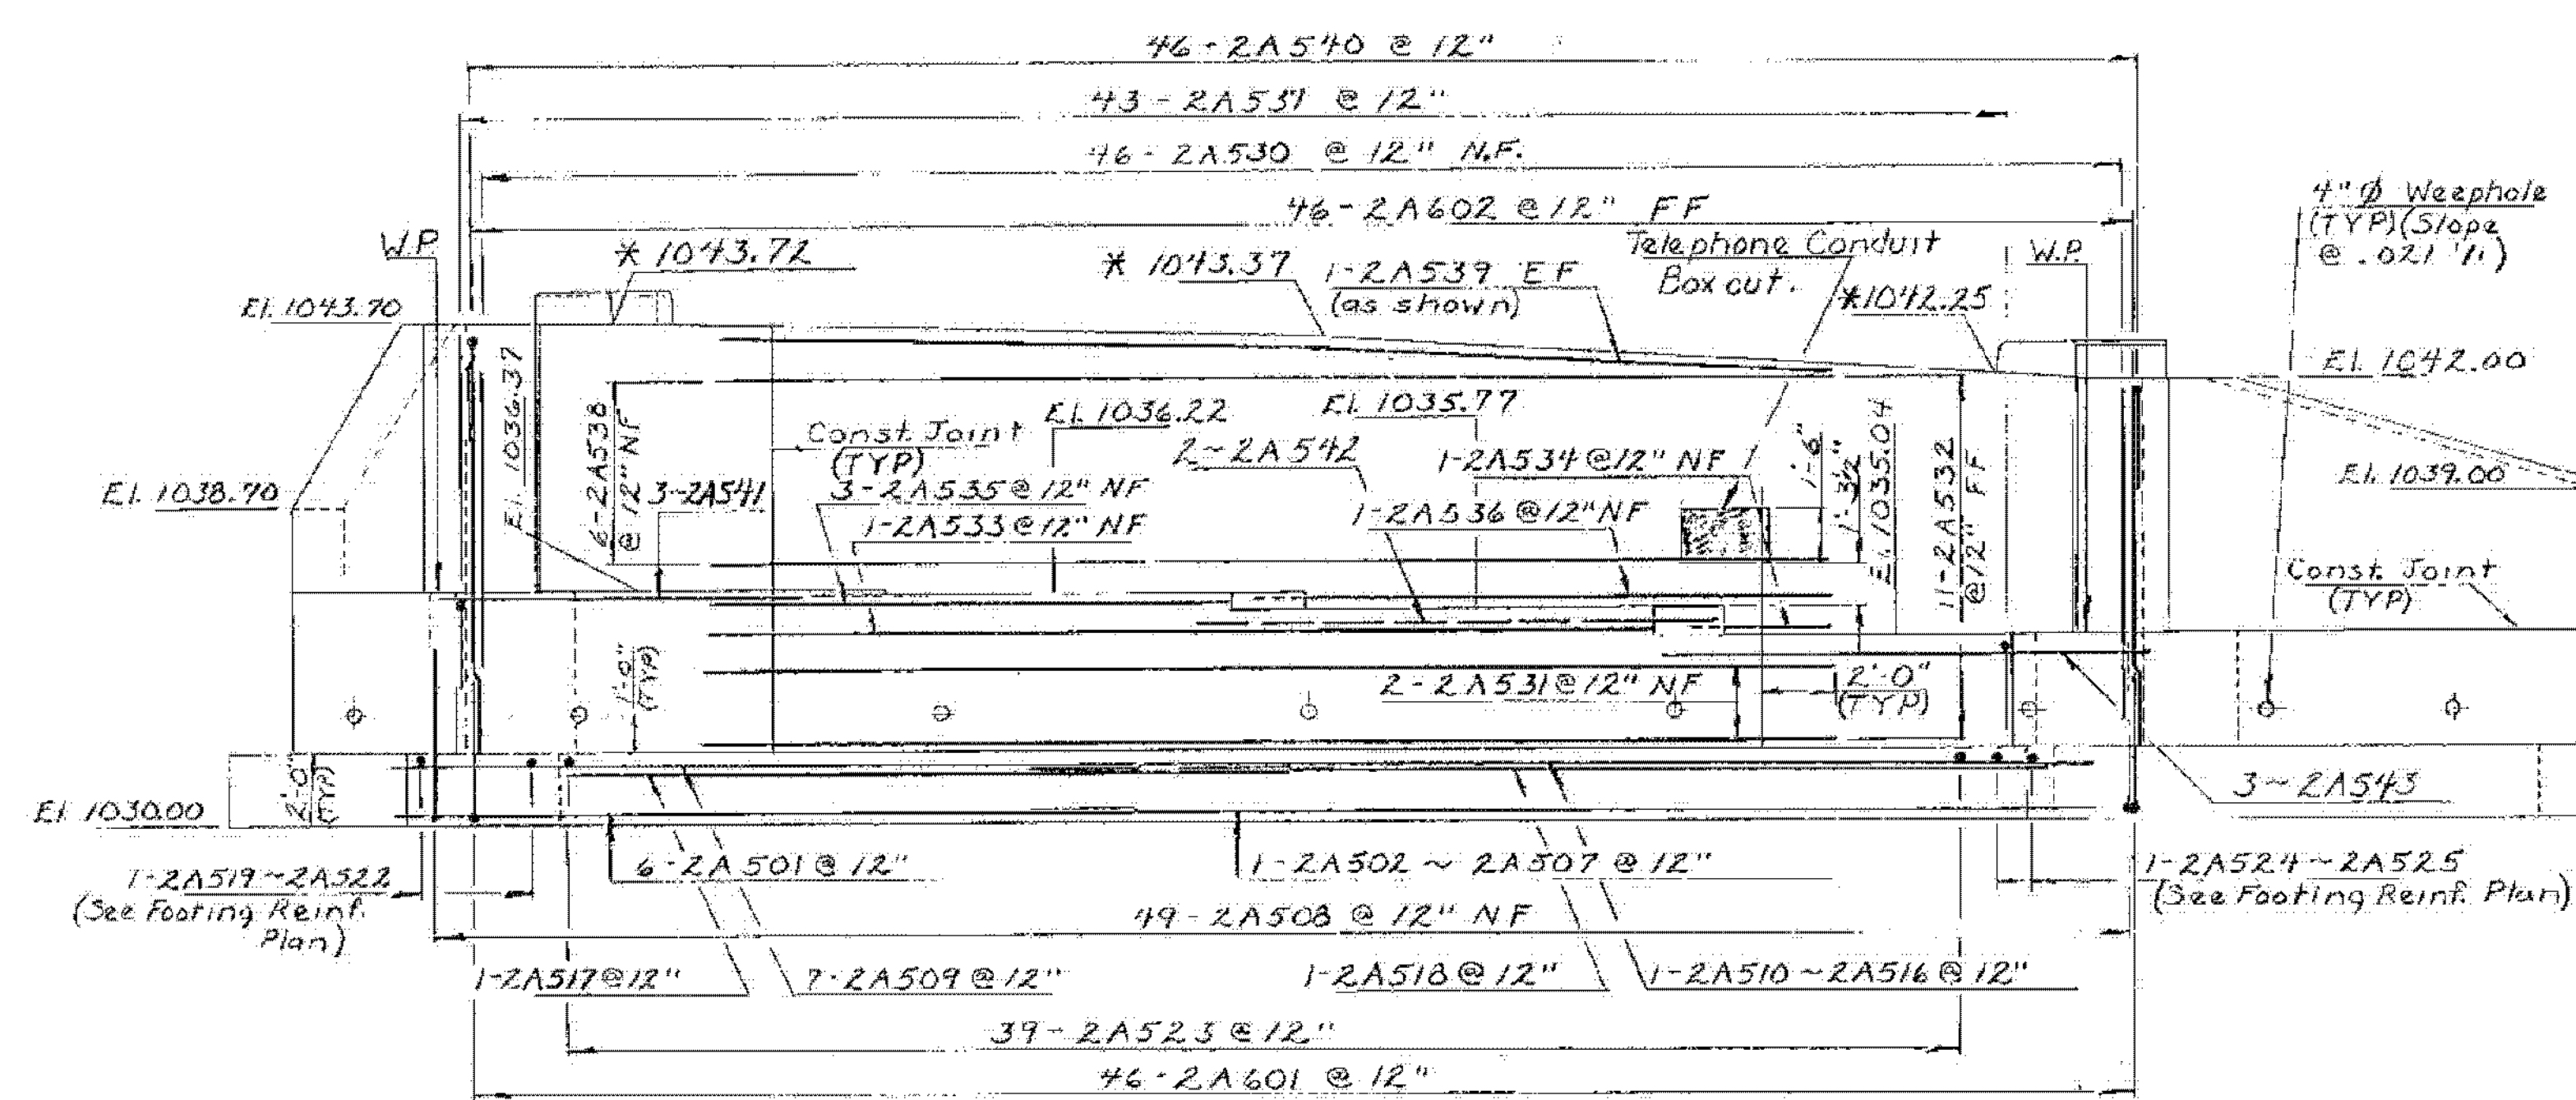 46-2A540 @ 12"
43-2A537 @ 12"
46-2A530 @ 12" N.F.
46-2A602 @ 12" FF
4" Ø Weephole
(TYP)(Slope
@ .021 '/1)
W.P.
* 1043.72
* 1043.37
1-2A539 EF
(as shown)
Telephone Conduit
Box cut.
*1042.25
W.P.
El. 1043.70
El. 1042.00
El. 1036.37
6-2A538
@ 12" NF
Const. Joint
(TYP)
El. 1036.22
El. 1035.77
2~2A542
1-2A534 @12" NF
1'-6"
1'-3½"
El. 1035.04
11-2A532
@12" FF
El. 1039.00
El. 1038.70
3-2A541
3-2A535 @ 12" NF
1-2A533 @ 12" NF
1-2A536 @12" NF
Const. Joint
(TYP)
1'-0"
(TYP)
2-2A531 @ 12" NF
2'-0"
(TYP)
El. 1030.00
2'-0"
(TYP)
3~2A543
1-2A519~2A522
(See Footing Reinf.
Plan)
6-2A501 @ 12"
1-2A502 ~ 2A507 @ 12"
1-2A524~2A525
(See Footing Reinf. Plan)
49-2A508 @ 12" NF
1-2A517 @ 12"
7-2A509 @ 12"
1-2A518 @ 12"
1-2A510 ~ 2A516 @ 12"
39-2A523 @ 12"
46-2A601 @ 12"